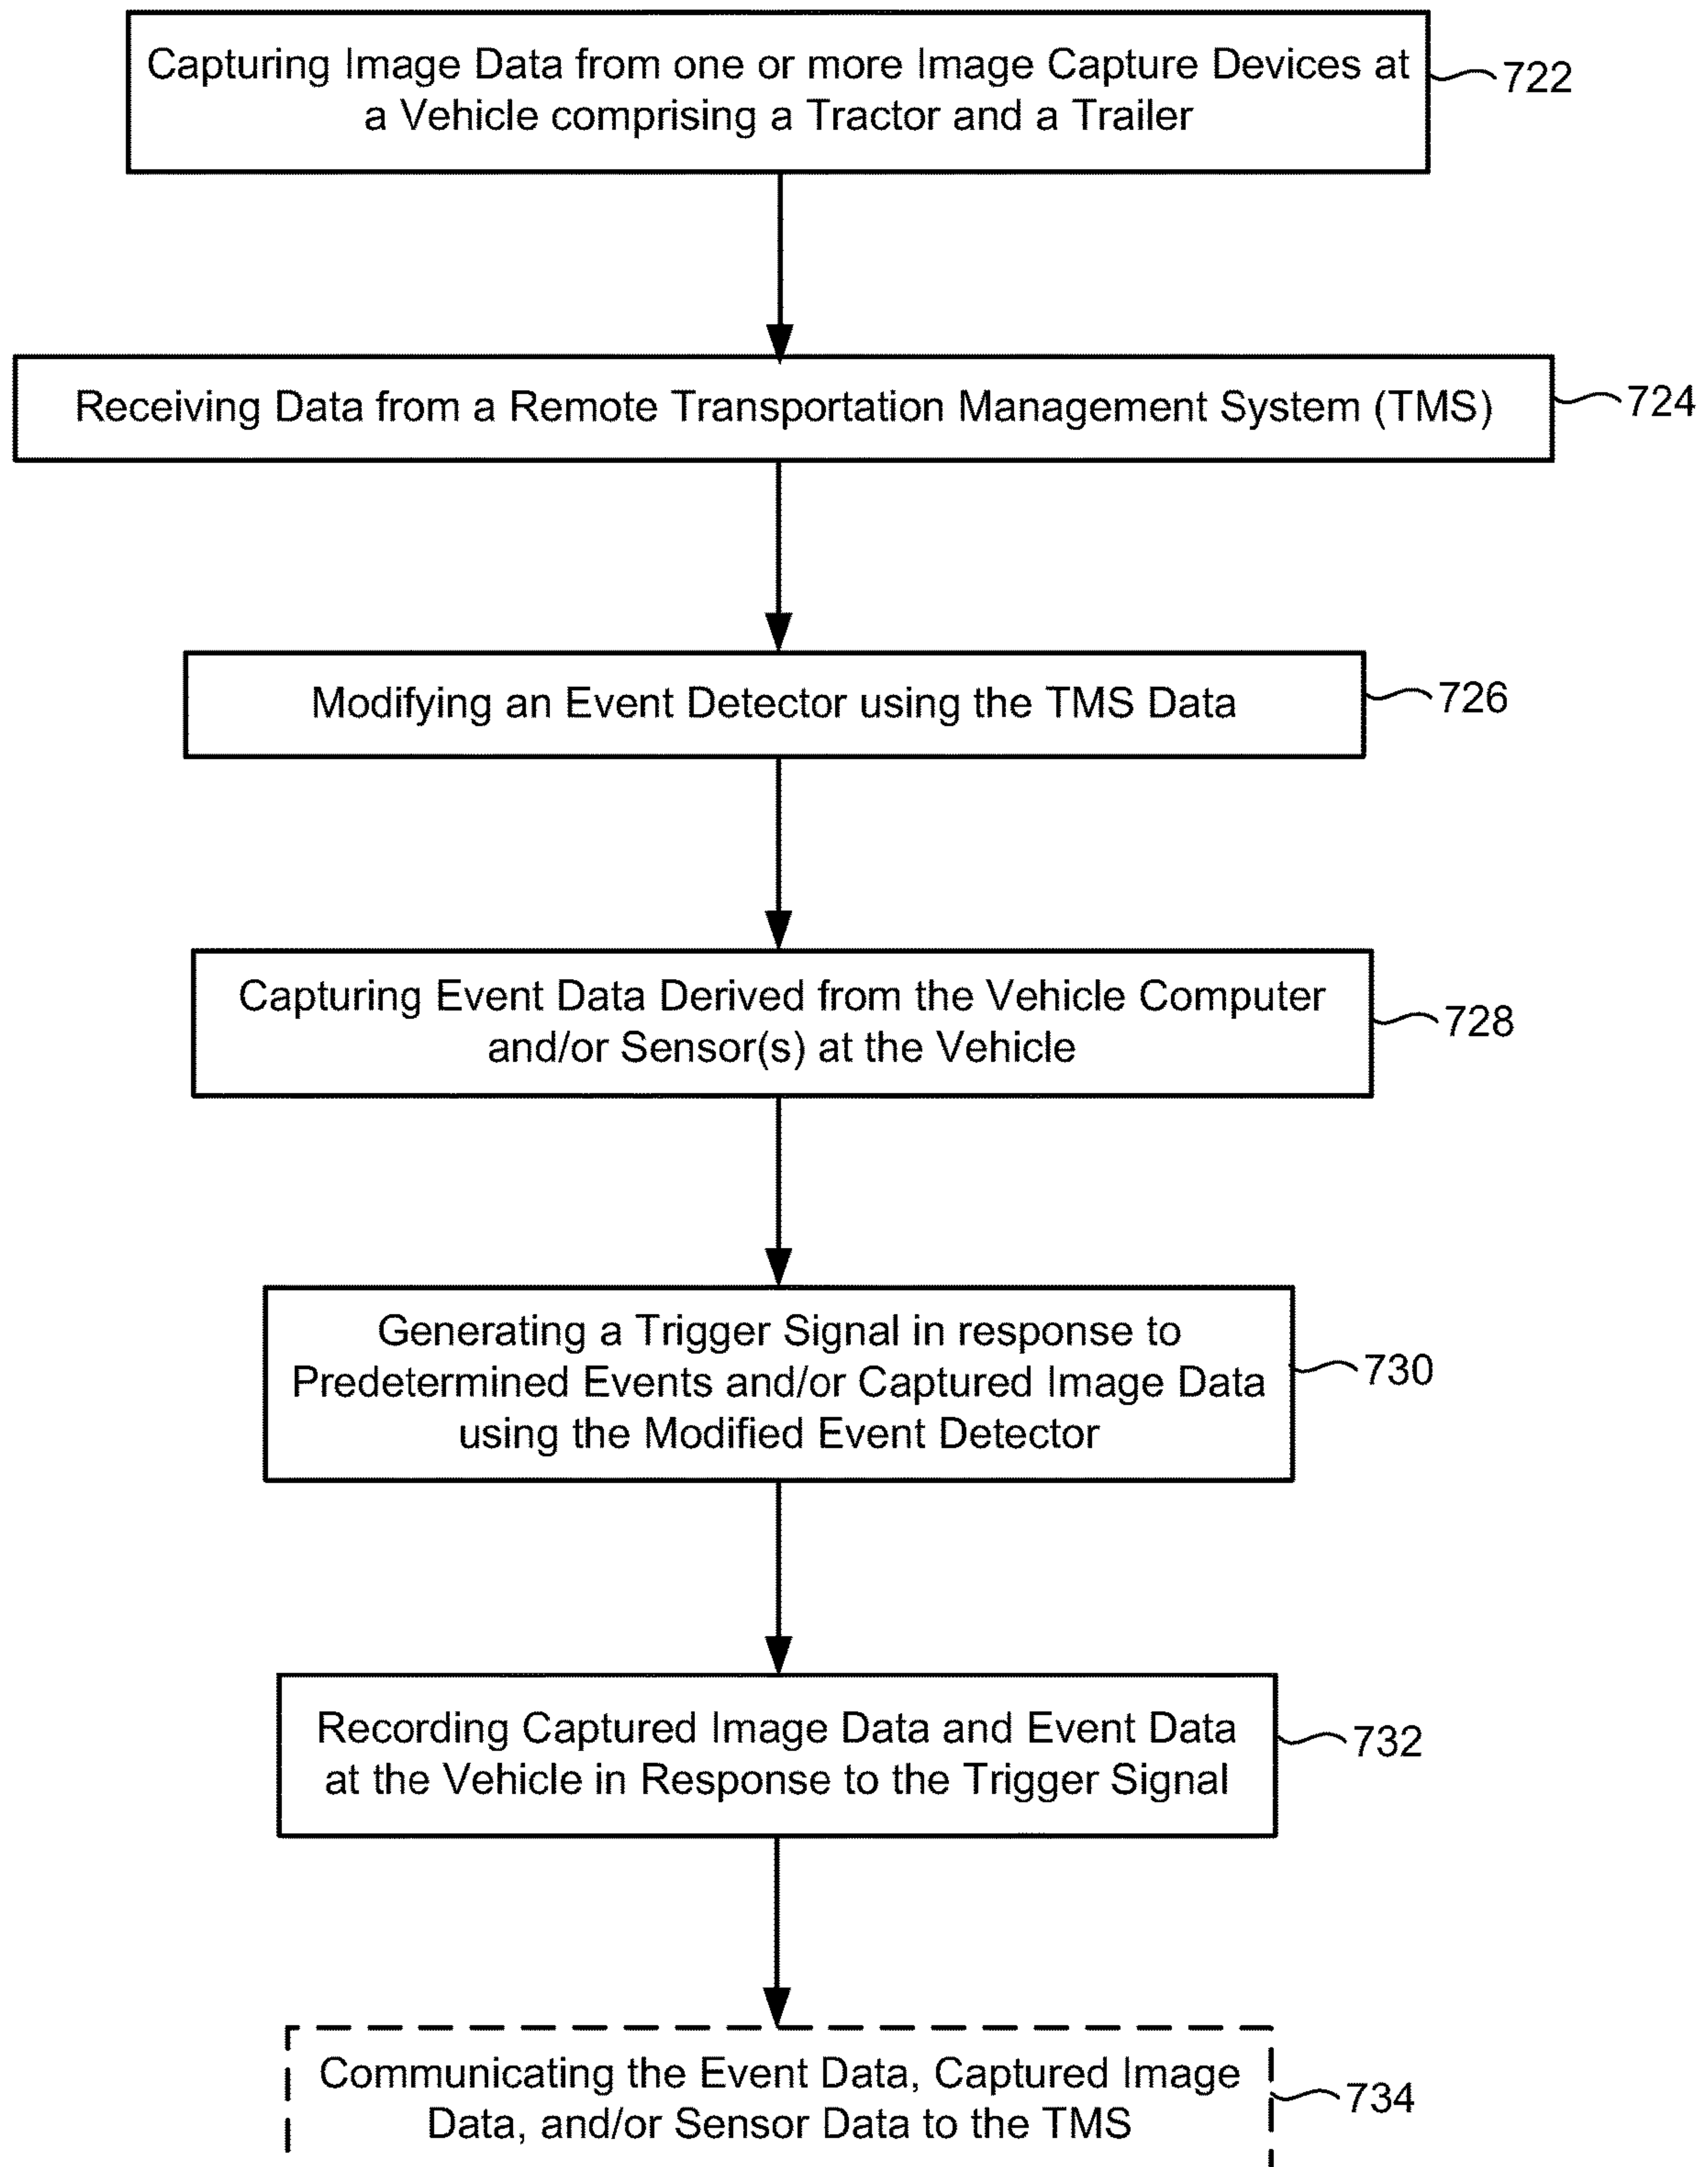 Capturing Image Data from one or more Image Capture Devices at
a Vehicle comprising a Tractor and a Trailer
722
Receiving Data from a Remote Transportation Management System (TMS)
724
Modifying an Event Detector using the TMS Data
726
Capturing Event Data Derived from the Vehicle Computer
and/or Sensor(s) at the Vehicle
728
Generating a Trigger Signal in response to
Predetermined Events and/or Captured Image Data
using the Modified Event Detector
730
Recording Captured Image Data and Event Data
at the Vehicle in Response to the Trigger Signal
732
Communicating the Event Data, Captured Image
Data, and/or Sensor Data to the TMS
734